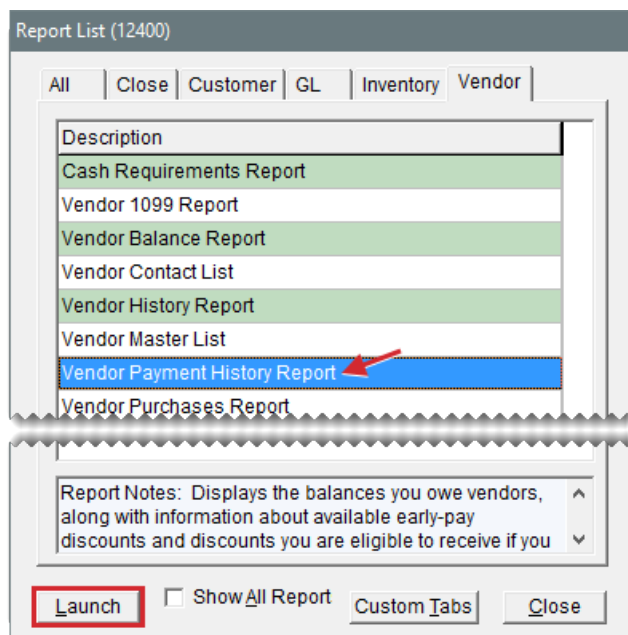 Report List (12400)
All Close Customer GL Inventory Vendor
Description
Cash Requirements Report
Vendor 1099 Report
Vendor Balance Report
Vendor Contact List
Vendor History Report
Vendor Master List
Vendor Payment History Report
Vendor Purchases Report
Report Notes: Displays the balances you owe vendors,
along with information about available early-pay
discounts and discounts you are eligible to receive if you
Launch Show All Report Custom Tabs Close